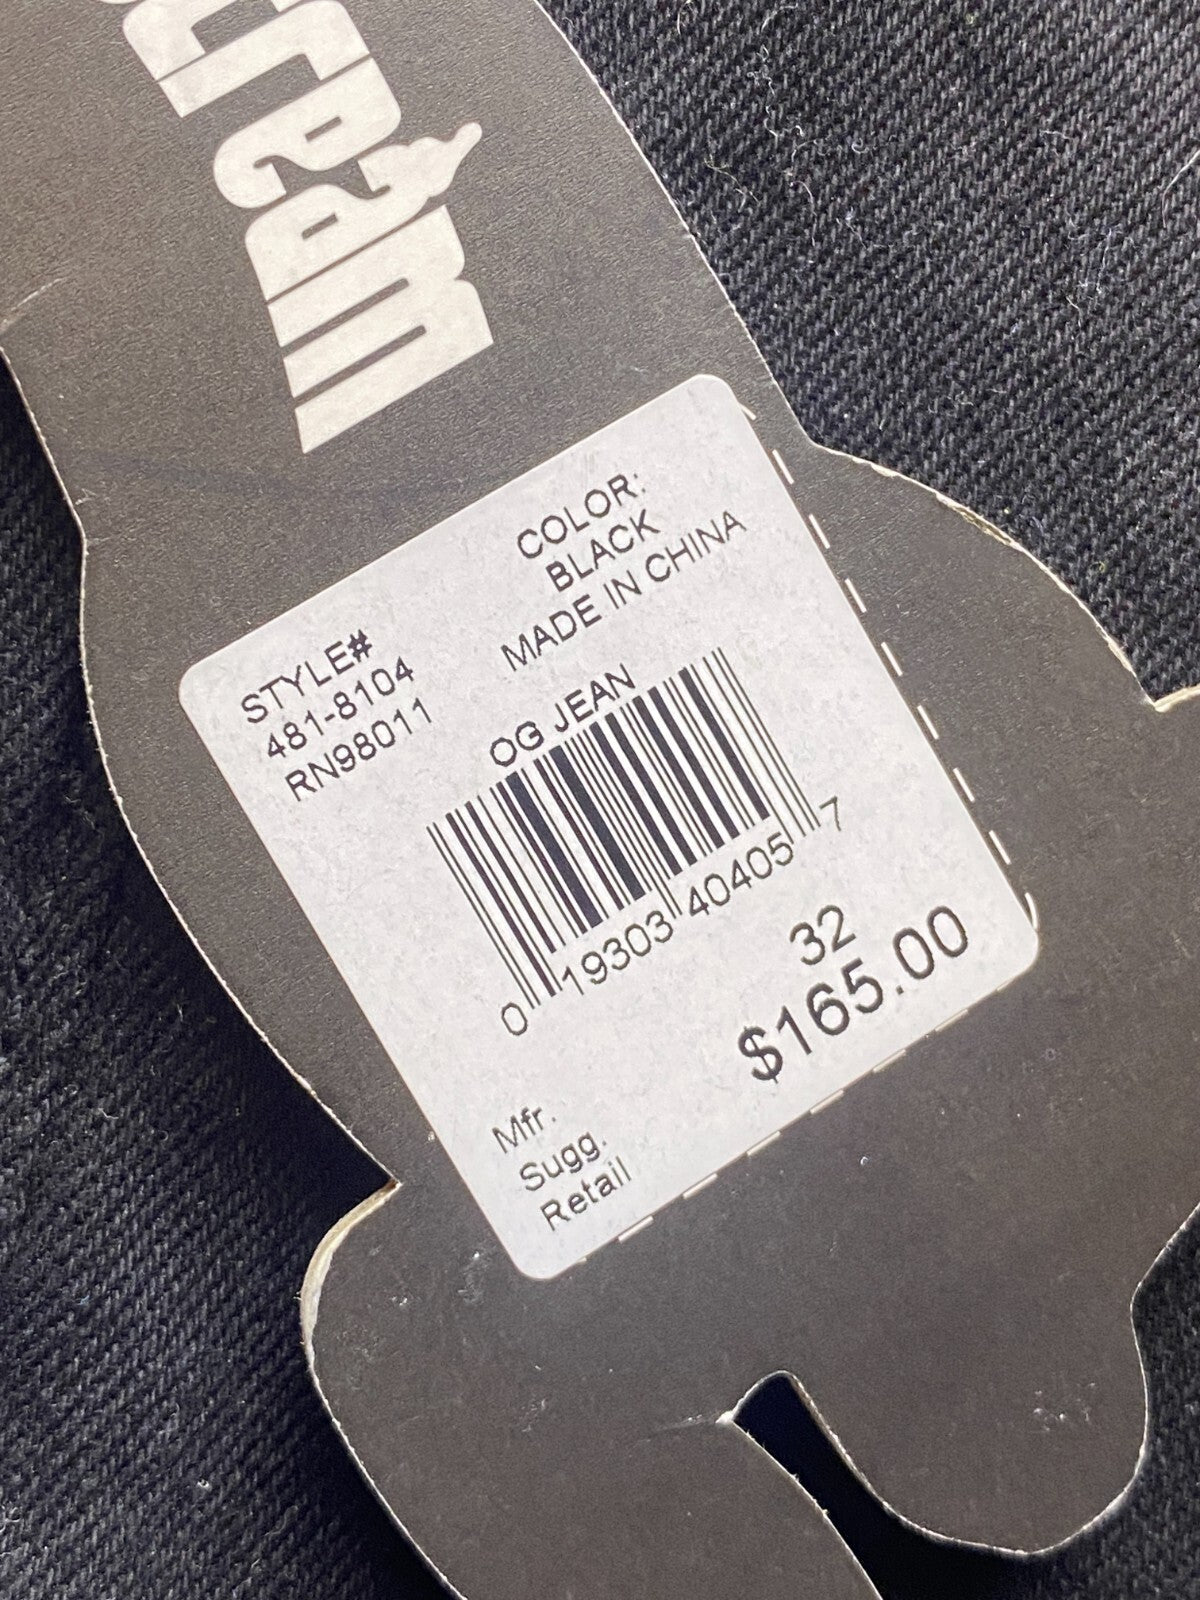 cream
STYLE#
481-8104
RN98011
COLOR:
BLACK
MADE IN CHINA
OG JEAN
0 19303 40405 7
32
$165.00
Mfr.
Sugg.
Retail